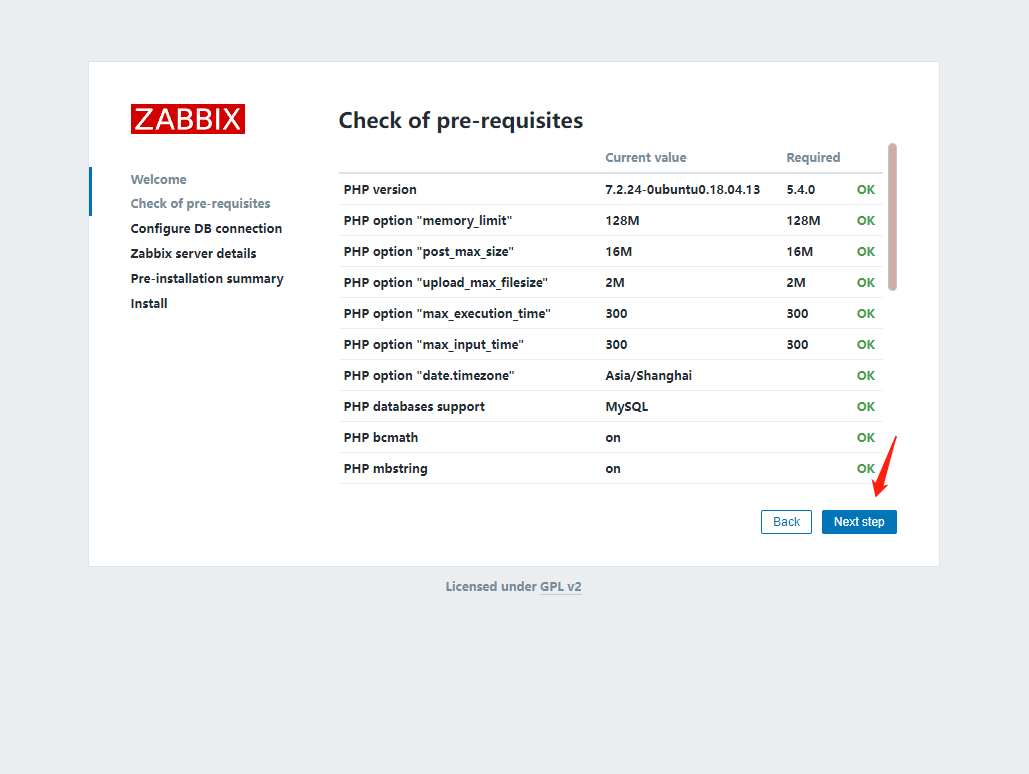 ZABBIX
Welcome
Check of pre-requisites
Configure DB connection
Zabbix server details
Pre-installation summary
Install
Check of pre-requisites
Current value Required
PHP version 7.2.24-0ubuntu0.18.04.13 5.4.0 OK
PHP option "memory_limit" 128M 128M OK
PHP option "post_max_size" 16M 16M OK
PHP option "upload_max_filesize" 2M 2M OK
PHP option "max_execution_time" 300 300 OK
PHP option "max_input_time" 300 300 OK
PHP option "date.timezone" Asia/Shanghai OK
PHP databases support MySQL OK
PHP bcmath on OK
PHP mbstring on OK
Back Next step
Licensed under GPL v2